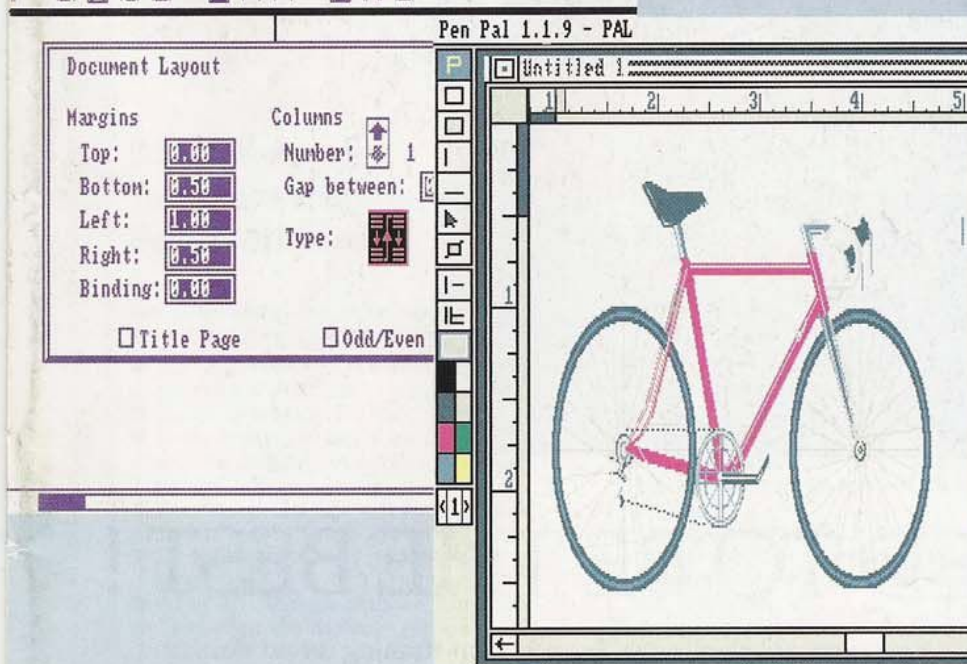 Document Layout
Margins
Columns
Top: 0.00
Number: 1
Bottom: 0.50
Gap between:
Left: 1.00
Type:
Right: 0.50
Binding: 0.00
Title Page
Odd/Even
Pen Pal 1.1.9 - PAL
P
Untitled 1
1 2 3 4 5
1
2
1